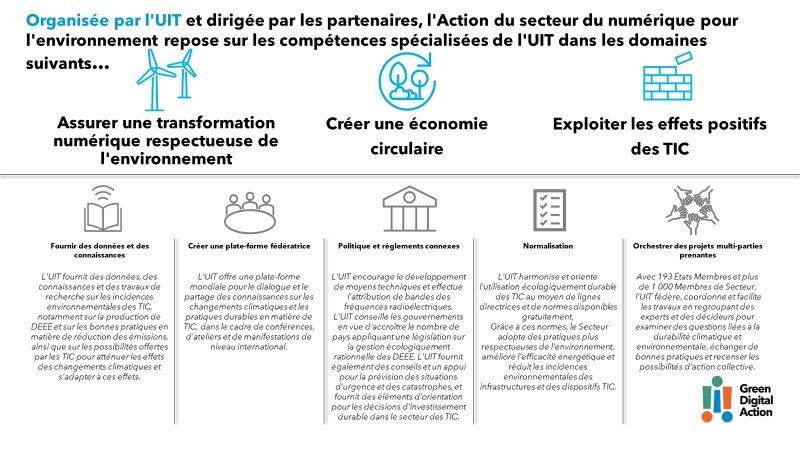 Organisée par l'UIT et dirigée par les partenaires, l'Action du secteur du numérique pour
l'environnement repose sur les compétences spécialisées de l'UIT dans les domaines
suivants...
Assurer une transformation
numérique respectueuse de
l'environnement
Créer une économie
circulaire
Exploiter les effets positifs
des TIC
Fournir des données et des
connaissances
L'UIT fournit des données, des
connaissances et des travaux de
recherche sur les incidences
environnementales des TIC,
notamment sur la production de
DEEE et sur les bonnes pratiques en
matière de réduction des émissions,
ainsi que sur les possibilités offertes
par les TIC pour atténuer les effets
des changements climatiques et
s'adapter à ces effets.
Créer une plate-forme fédératrice
L'UIT offre une plate-forme
mondiale pour le dialogue et le
partage des connaissances sur les
changements climatiques et les
pratiques durables en matière de
TIC, dans le cadre de conférences,
d'ateliers et de manifestations de
niveau international.
Politique et règlements connexes
L'UIT encourage le développement
de moyens techniques et effectue
l'attribution de bandes des
fréquences radioélectriques.
L'UIT conseille les gouvernements
en vue d'accroître le nombre de
pays appliquant une législation sur
la gestion écologiquement
rationnelle des DEEE. L'UIT fournit
également des conseils et un appui
pour la prévision des situations
d'urgence et des catastrophes, et
fournit des éléments d'orientation
pour les décisions d'investissement
durable dans le secteur des TIC.
Normalisation
L'UIT harmonise et oriente
l'utilisation écologiquement durable
des TIC au moyen de lignes
directrices et de normes disponibles
gratuitement,
Grâce à ces normes, le Secteur
adopte des pratiques plus
respectueuses de l'environnement,
améliore l'efficacité énergétique et
réduit les incidences
environnementales des
infrastructures et des dispositifs TIC.
Orchestrer des projets multi-parties
prenantes
Avec 193 États Membres et plus
de 1 000 Membres de Secteur,
l'UIT fédère, coordonne et facilite
les travaux en regroupant des
experts et des décideurs pour
examiner des questions liées à la
durabilité climatique et
environnementale, échanger de
bonnes pratiques et recenser les
possibilités d'action collective.
Green
Digital
Action